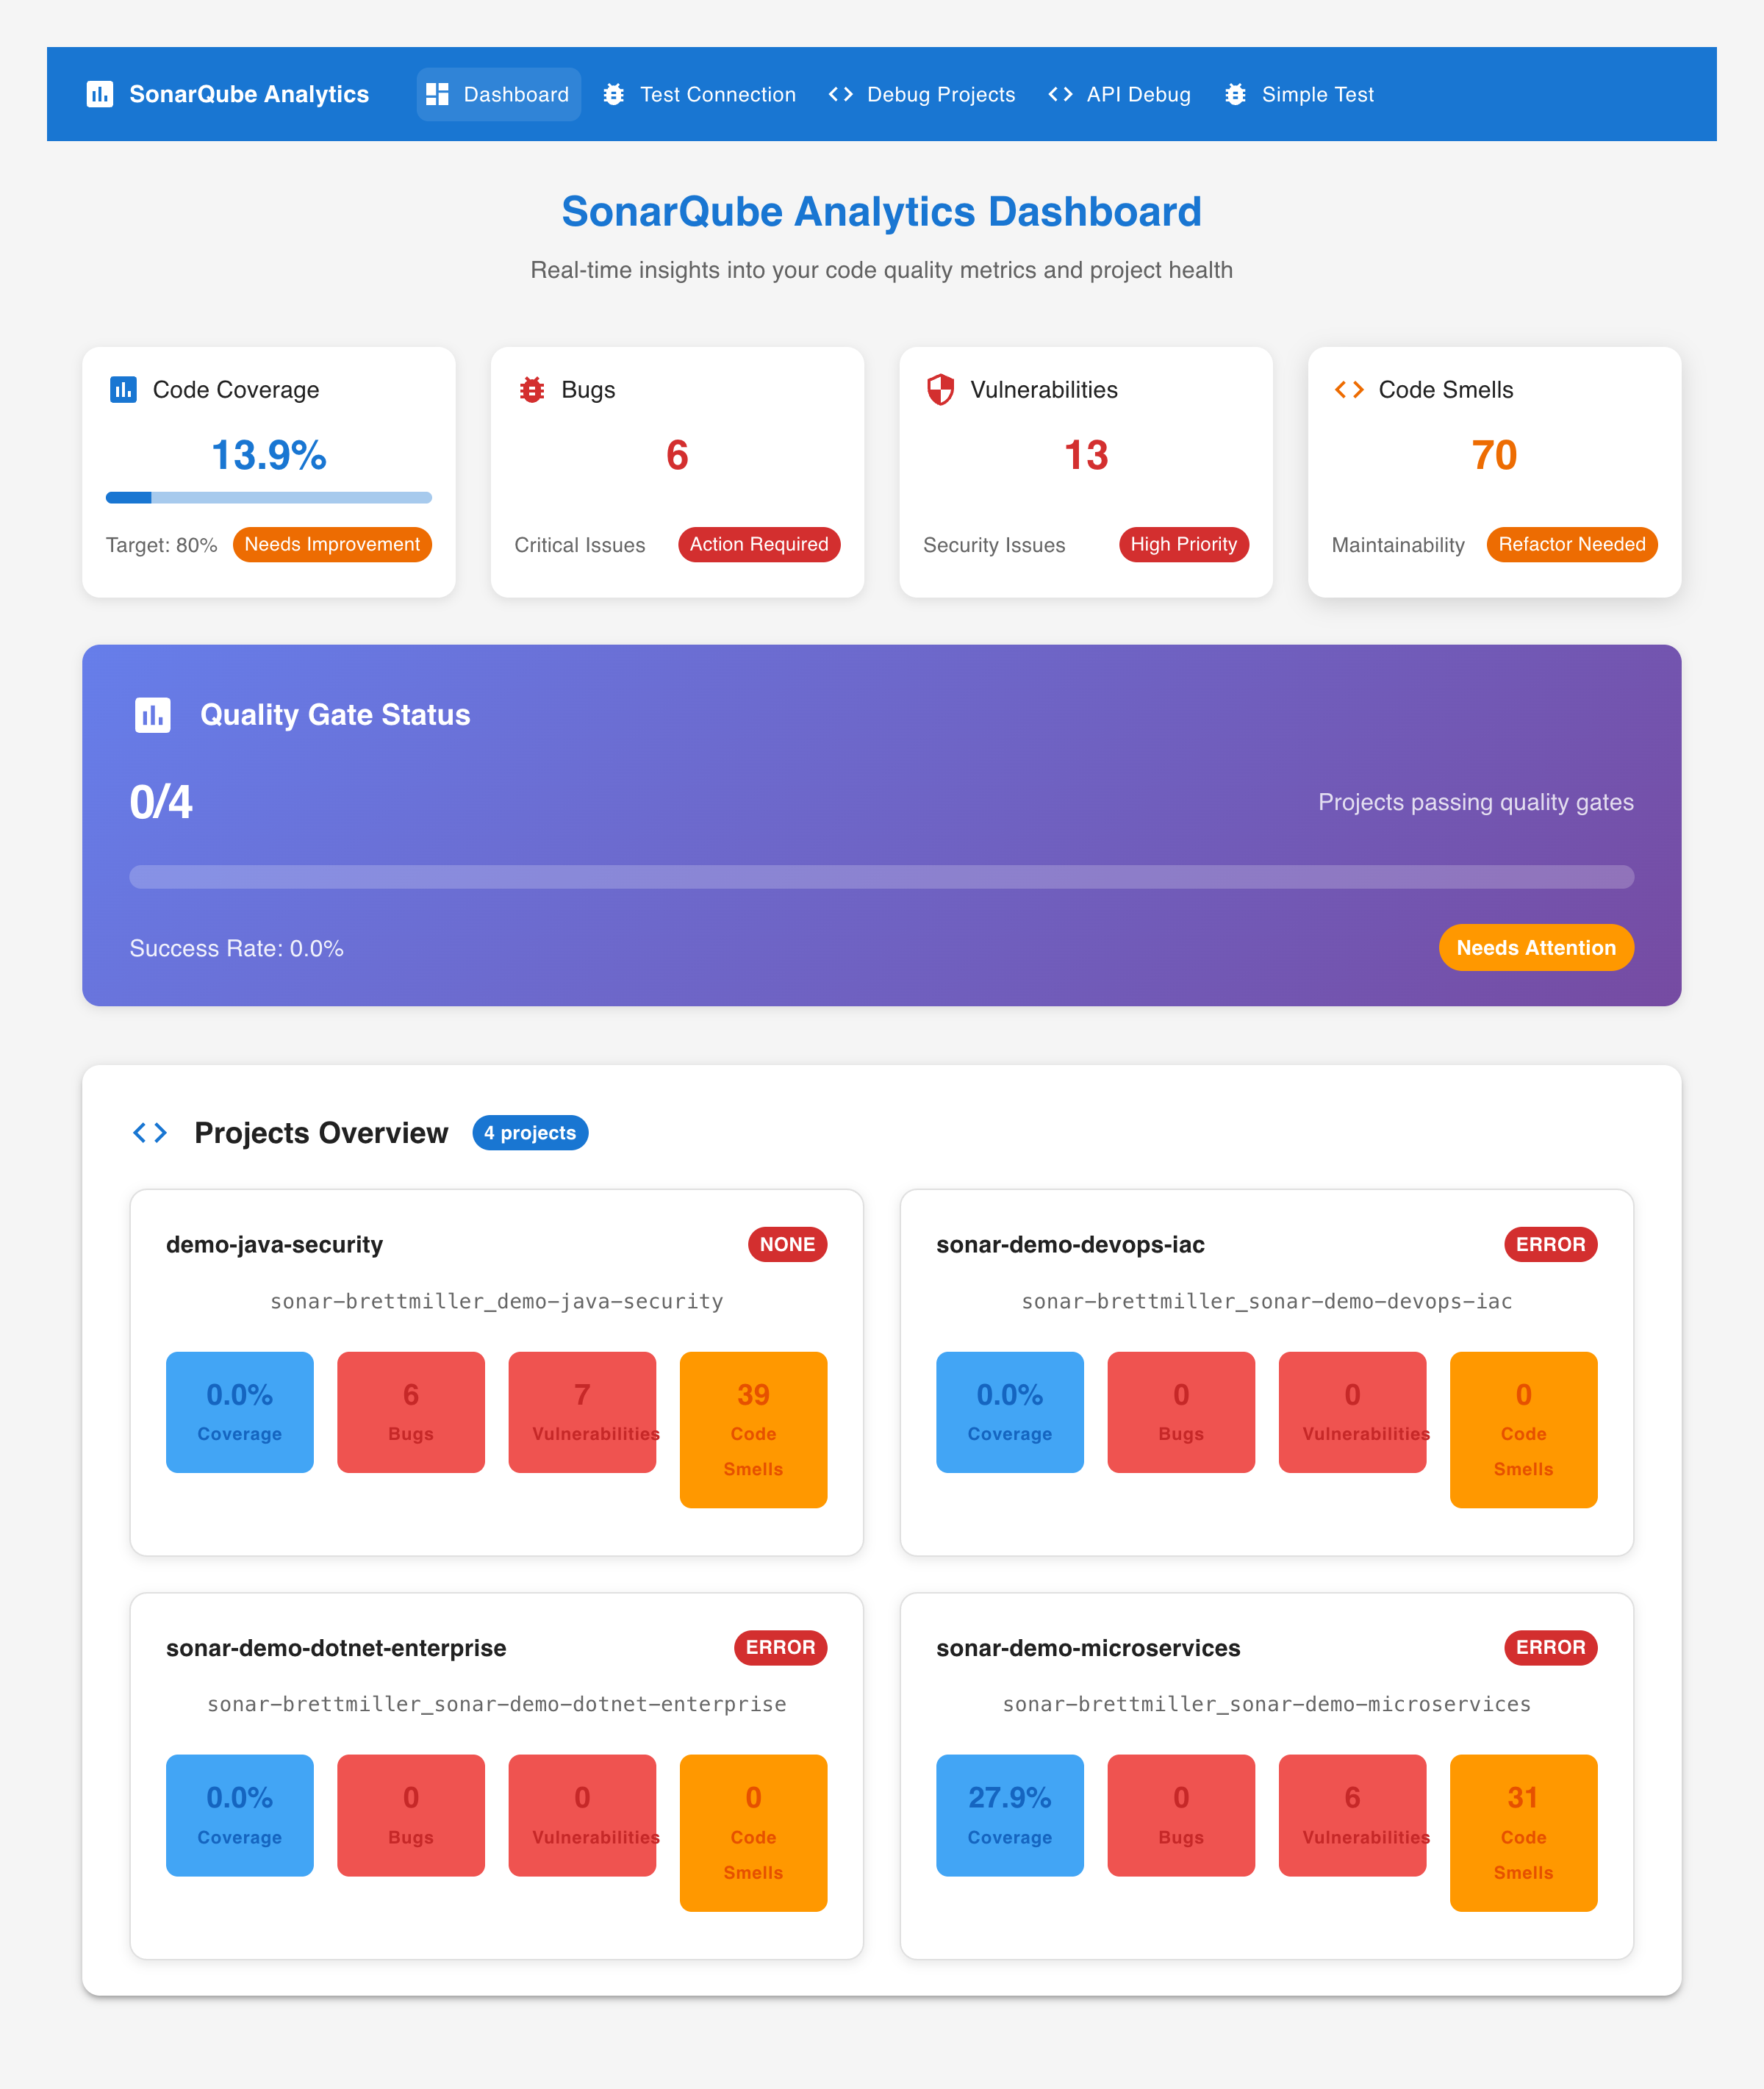 SonarQube Analytics
Dashboard
Test Connection
Debug Projects
API Debug
Simple Test
SonarQube Analytics Dashboard
Real-time insights into your code quality metrics and project health
Code Coverage
13.9%
Target: 80%
Needs Improvement
Bugs
6
Critical Issues
Action Required
Vulnerabilities
13
Security Issues
High Priority
Code Smells
70
Maintainability
Refactor Needed
Quality Gate Status
0/4
Projects passing quality gates
Success Rate: 0.0%
Needs Attention
Projects Overview
4 projects
demo-java-security
NONE
sonar-brettmiller_demo-java-security
0.0%
Coverage
6
Bugs
7
Vulnerabilities
39
Code
Smells
sonar-demo-devops-iac
ERROR
sonar-brettmiller_sonar-demo-devops-iac
0.0%
Coverage
0
Bugs
0
Vulnerabilities
0
Code
Smells
sonar-demo-dotnet-enterprise
ERROR
sonar-brettmiller_sonar-demo-dotnet-enterprise
0.0%
Coverage
0
Bugs
0
Vulnerabilities
0
Code
Smells
sonar-demo-microservices
ERROR
sonar-brettmiller_sonar-demo-microservices
27.9%
Coverage
0
Bugs
6
Vulnerabilities
31
Code
Smells